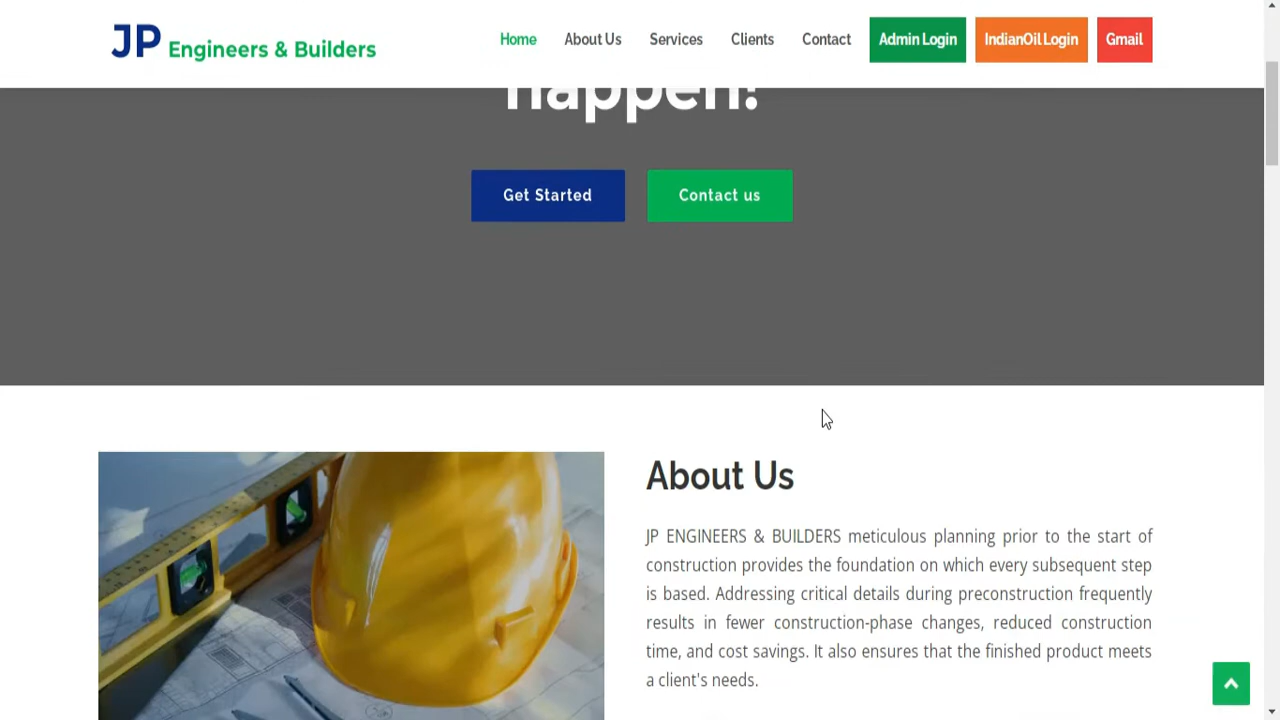 JP Engineers & Builders
Home About Us Services Clients Contact Admin Login IndianOil Login Gmail
happen!
Get Started Contact us
About Us
JP ENGINEERS & BUILDERS meticulous planning prior to the start of
construction provides the foundation on which every subsequent step
is based. Addressing critical details during preconstruction frequently
results in fewer construction-phase changes, reduced construction
time, and cost savings. It also ensures that the finished product meets
a client's needs.